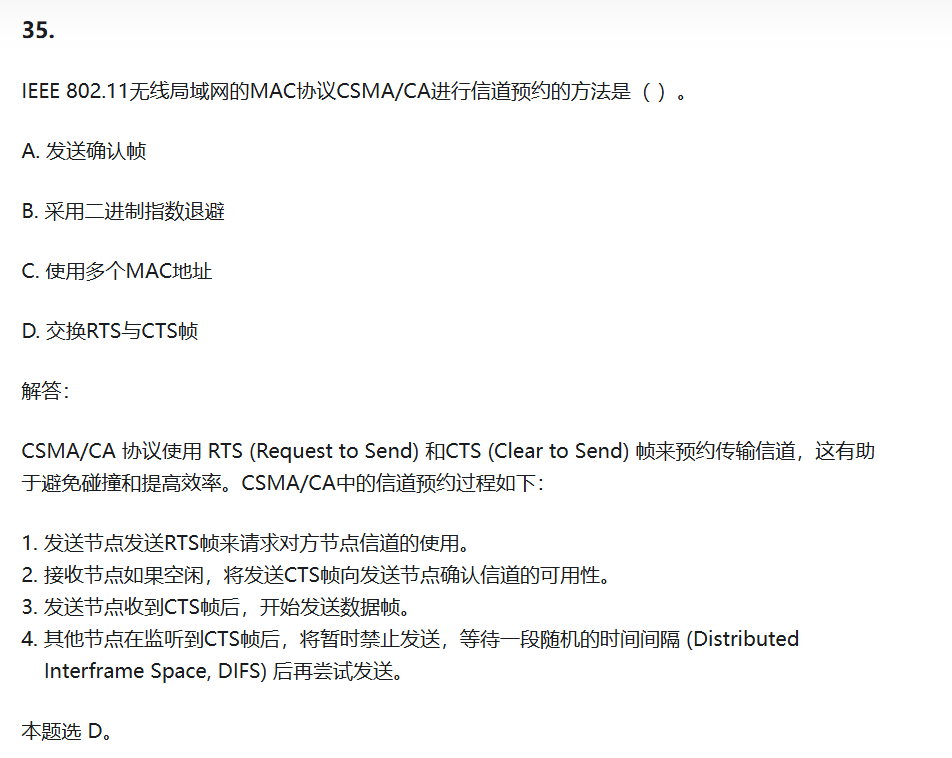 35.
IEEE 802.11无线局域网的MAC协议CSMA/CA进行信道预约的方法是（ ）。
A. 发送确认帧
B. 采用二进制指数退避
C. 使用多个MAC地址
D. 交换RTS与CTS帧
解答：
CSMA/CA 协议使用 RTS (Request to Send) 和CTS (Clear to Send) 帧来预约传输信道，这有助
于避免碰撞和提高效率。CSMA/CA中的信道预约过程如下：
1. 发送节点发送RTS帧来请求对方节点信道的使用。
2. 接收节点如果空闲，将发送CTS帧向发送节点确认信道的可用性。
3. 发送节点收到CTS帧后，开始发送数据帧。
4. 其他节点在监听到CTS帧后，将暂时禁止发送，等待一段随机的时间间隔 (Distributed
Interframe Space, DIFS) 后再尝试发送。
本题选 D。